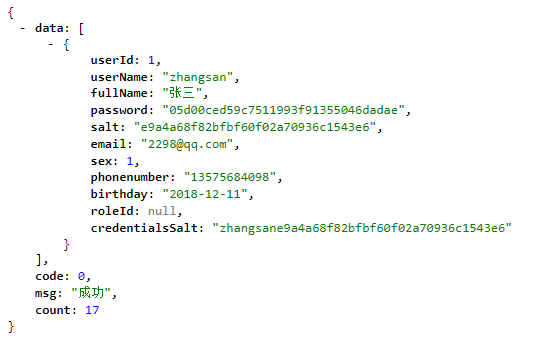 {
- data: [
- {
userId: 1,
userName: "zhangsan",
fullName: "张三",
password: "05d00ced59c7511993f91355046dadae",
salt: "e9a4a68f82bfbf60f02a70936c1543e6",
email: "2298@qq.com",
sex: 1,
phonenumber: "13575684098",
birthday: "2018-12-11",
roleId: null,
credentialsSalt: "zhangsane9a4a68f82bfbf60f02a70936c1543e6"
}
],
code: 0,
msg: "成功",
count: 17
}